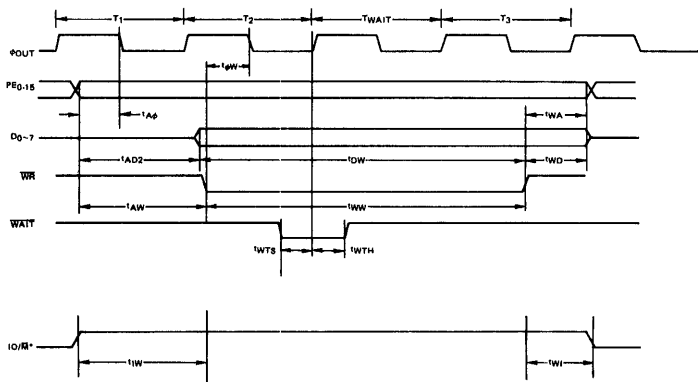 T1 T2 TWAIT T3
φOUT
tφW
PE0-15
tAφ tWA
D0~7
tAD2 tDW tWD
WR
tAW tWW
WAIT
tWTS tWTH
IO/M*
tIW tWI